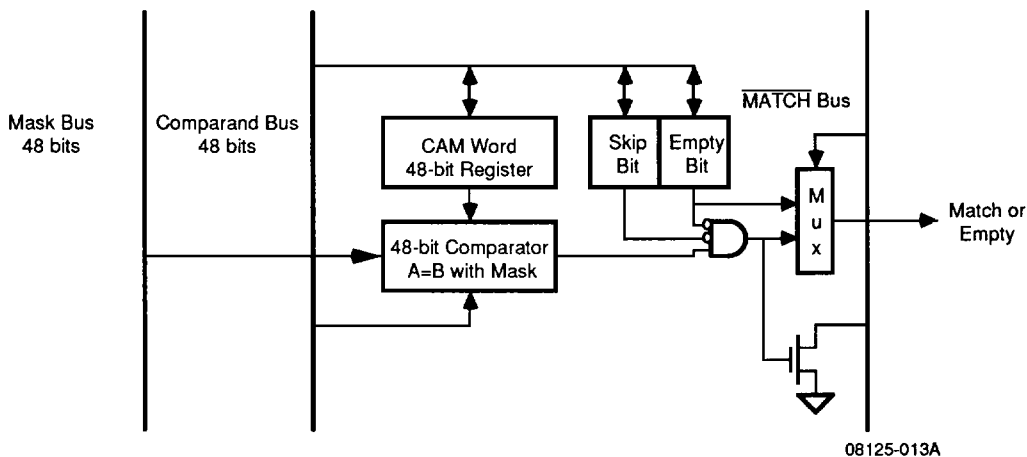 Mask Bus
48 bits
Comparand Bus
48 bits
CAM Word
48-bit Register
48-bit Comparator
A=B with Mask
Skip
Bit
Empty
Bit
MATCH Bus
M
u
x
Match or
Empty
08125-013A